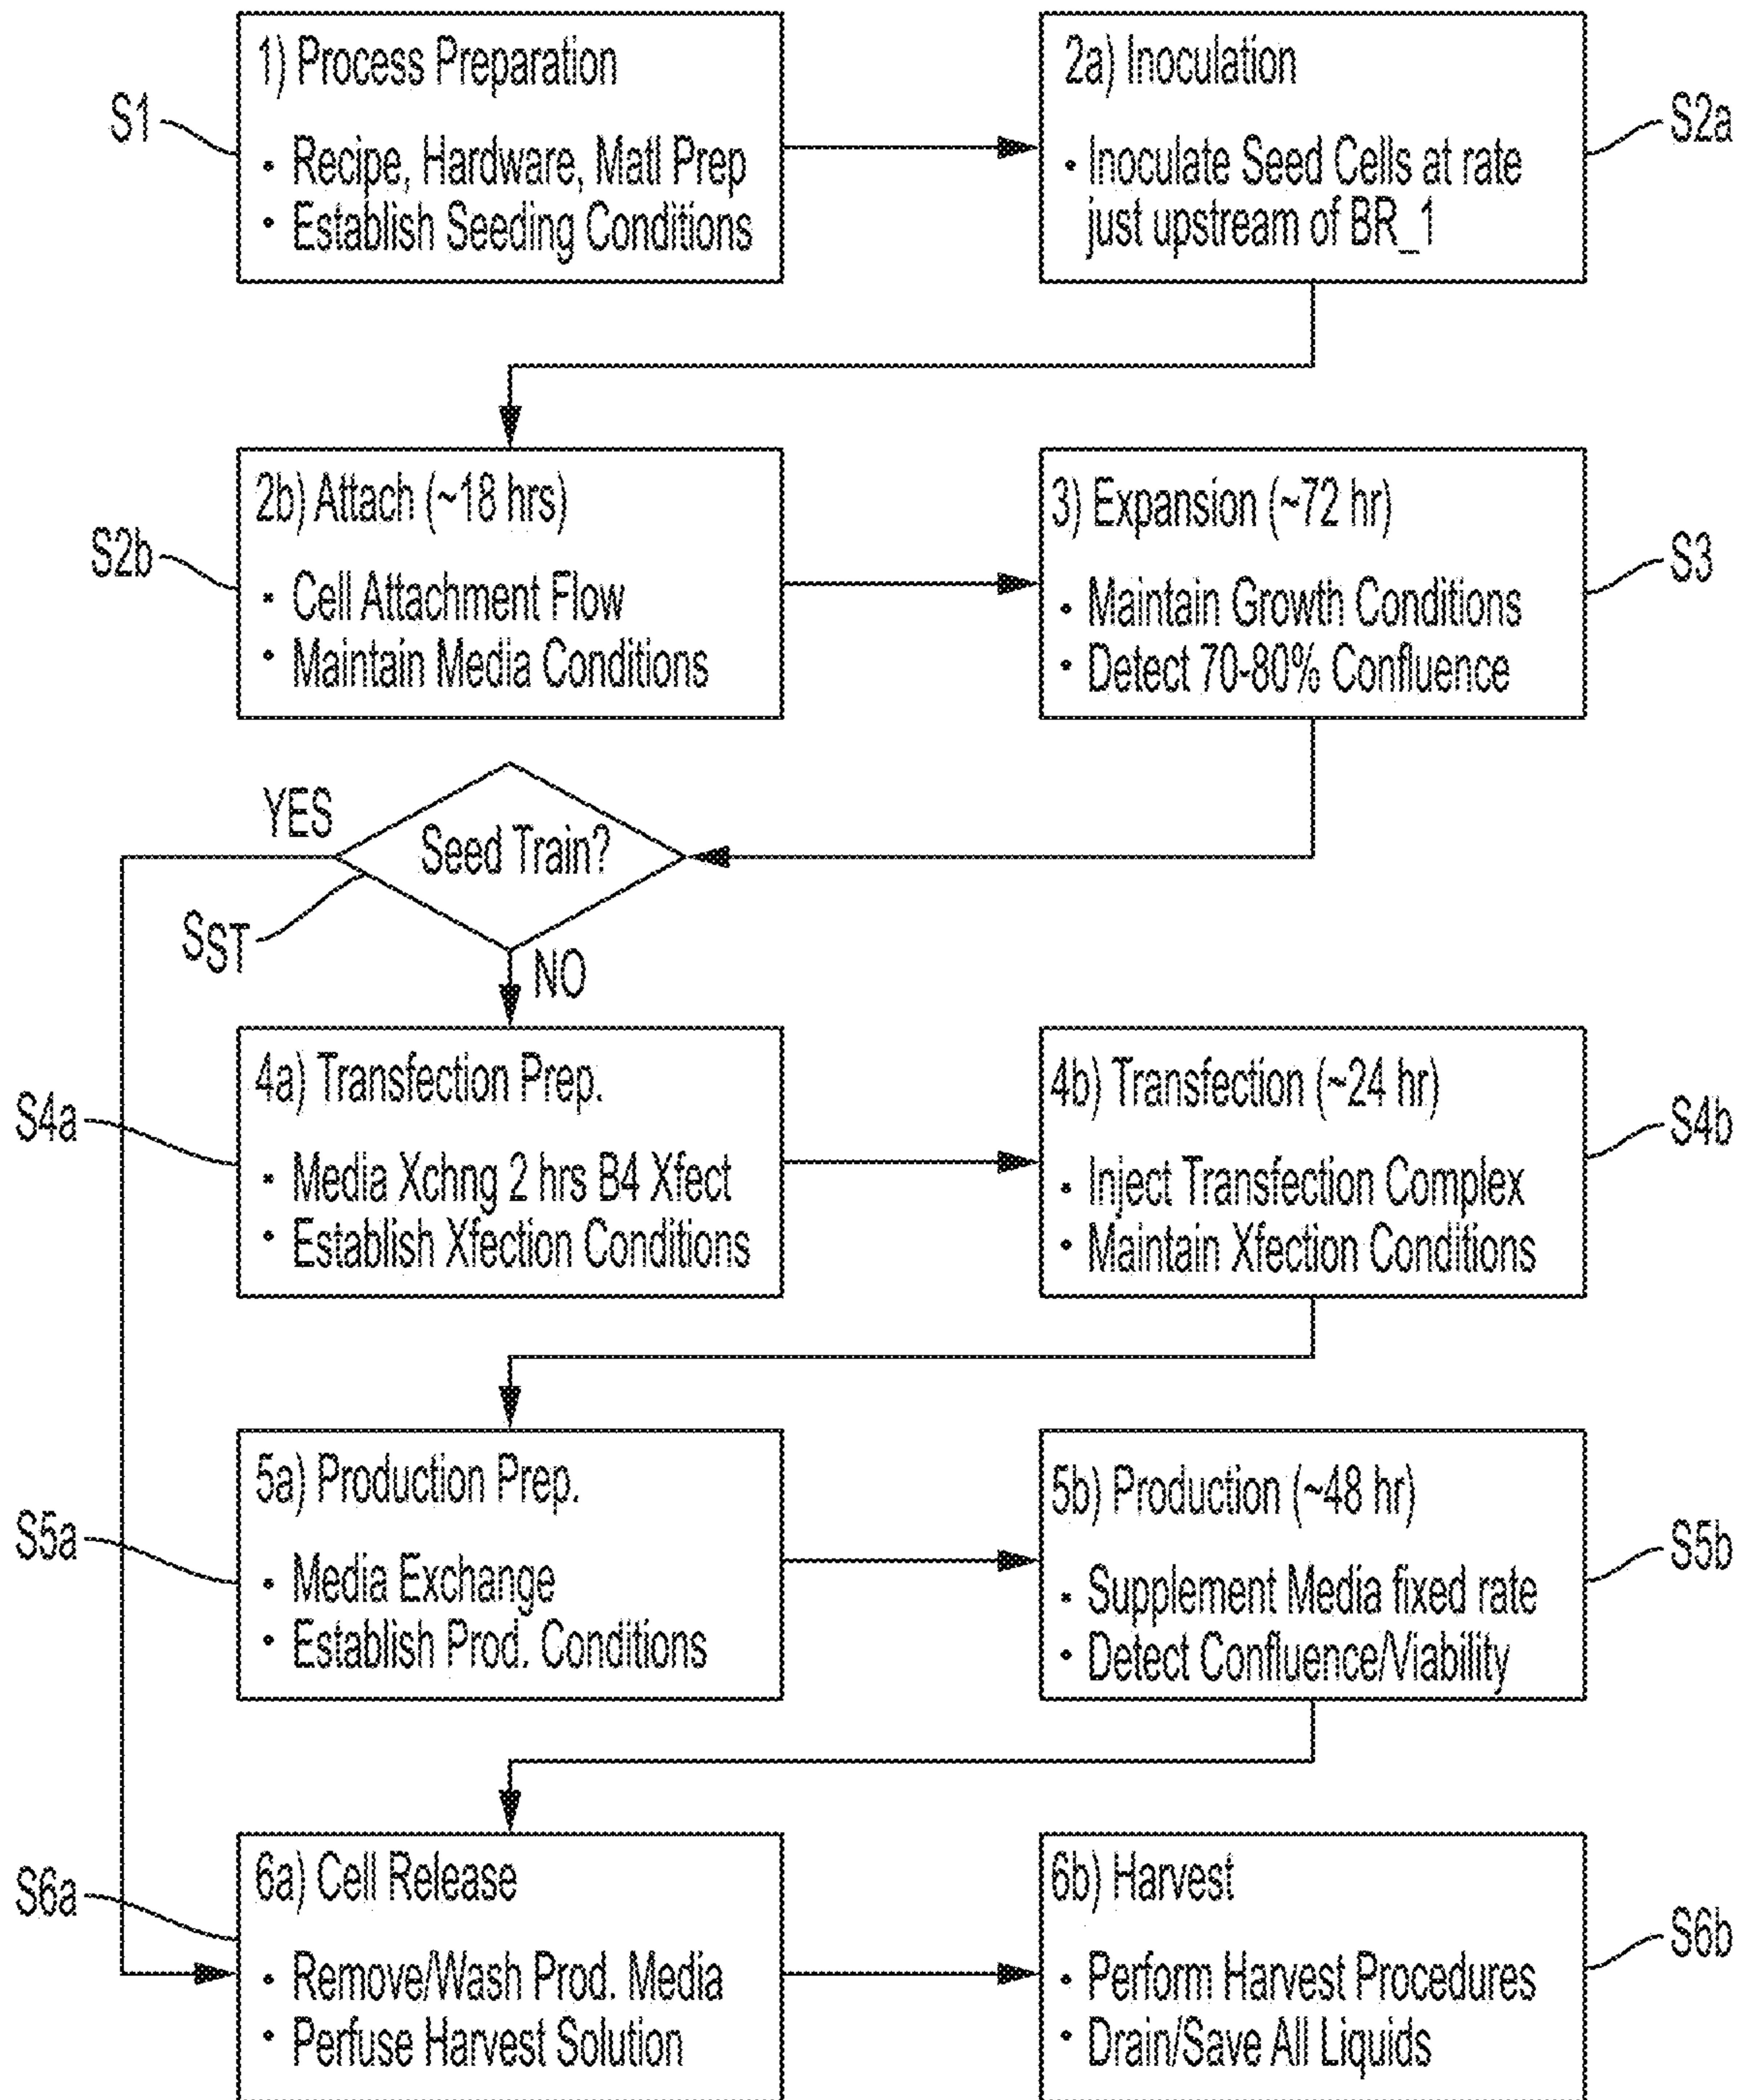 1) Process Preparation
• Recipe, Hardware, Matl Prep
• Establish Seeding Conditions
S1
2a) Inoculation
• Inoculate Seed Cells at rate
just upstream of BR_1
S2a
2b) Attach (~18 hrs)
• Cell Attachment Flow
• Maintain Media Conditions
S2b
3) Expansion (~72 hr)
• Maintain Growth Conditions
• Detect 70-80% Confluence
S3
YES
Seed Train?
SST
NO
4a) Transfection Prep.
• Media Xchng 2 hrs B4 Xfect
• Establish Xfection Conditions
S4a
4b) Transfection (~24 hr)
• Inject Transfection Complex
• Maintain Xfection Conditions
S4b
5a) Production Prep.
• Media Exchange
• Establish Prod. Conditions
S5a
5b) Production (~48 hr)
• Supplement Media fixed rate
• Detect Confluence/Viability
S5b
6a) Cell Release
• Remove/Wash Prod. Media
• Perfuse Harvest Solution
S6a
6b) Harvest
• Perform Harvest Procedures
• Drain/Save All Liquids
S6b